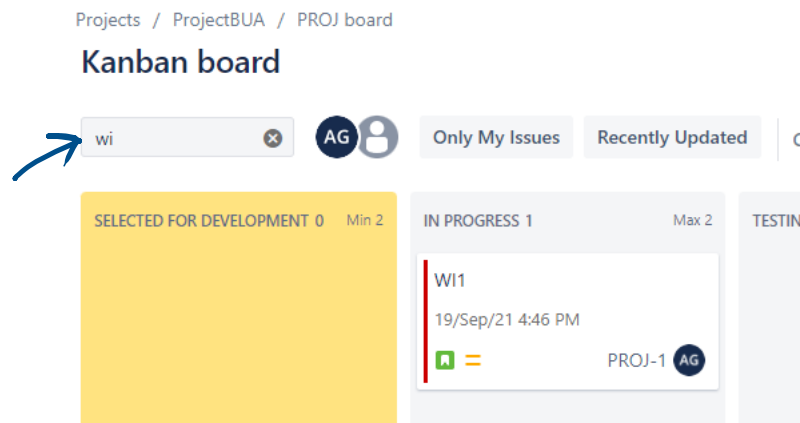 Projects / ProjectBUA / PROJ board
Kanban board
wi
AG
Only My Issues
Recently Updated
SELECTED FOR DEVELOPMENT 0 Min 2
IN PROGRESS 1 Max 2
TESTIN
WI1
19/Sep/21 4:46 PM
PROJ-1 AG